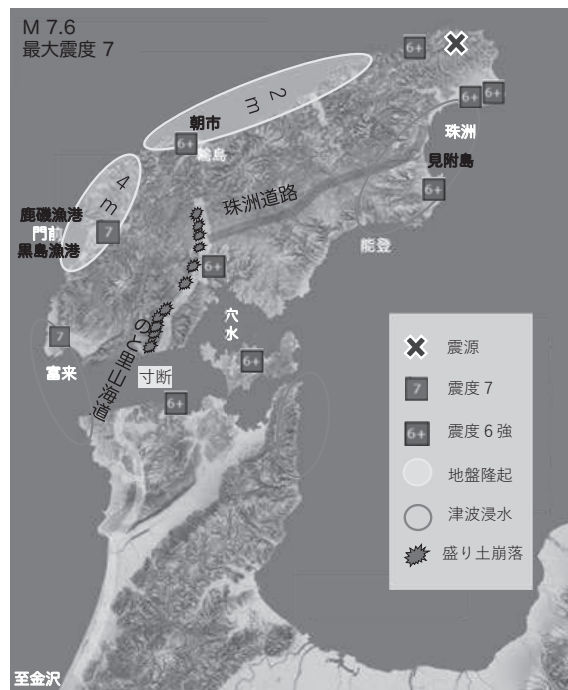 M 7.6
最大震度 7
6+
2m
6+
6+
朝市
6+
輪島
珠洲
見附島
4m
6+
珠洲道路
鹿磯漁港
門前
7
黒島漁港
能登
6+
穴水
のと里山海道
7
6+
富来
寸断
6+
震源
7
震度 7
6+
震度 6 強
地盤隆起
津波浸水
盛り土崩落
至金沢